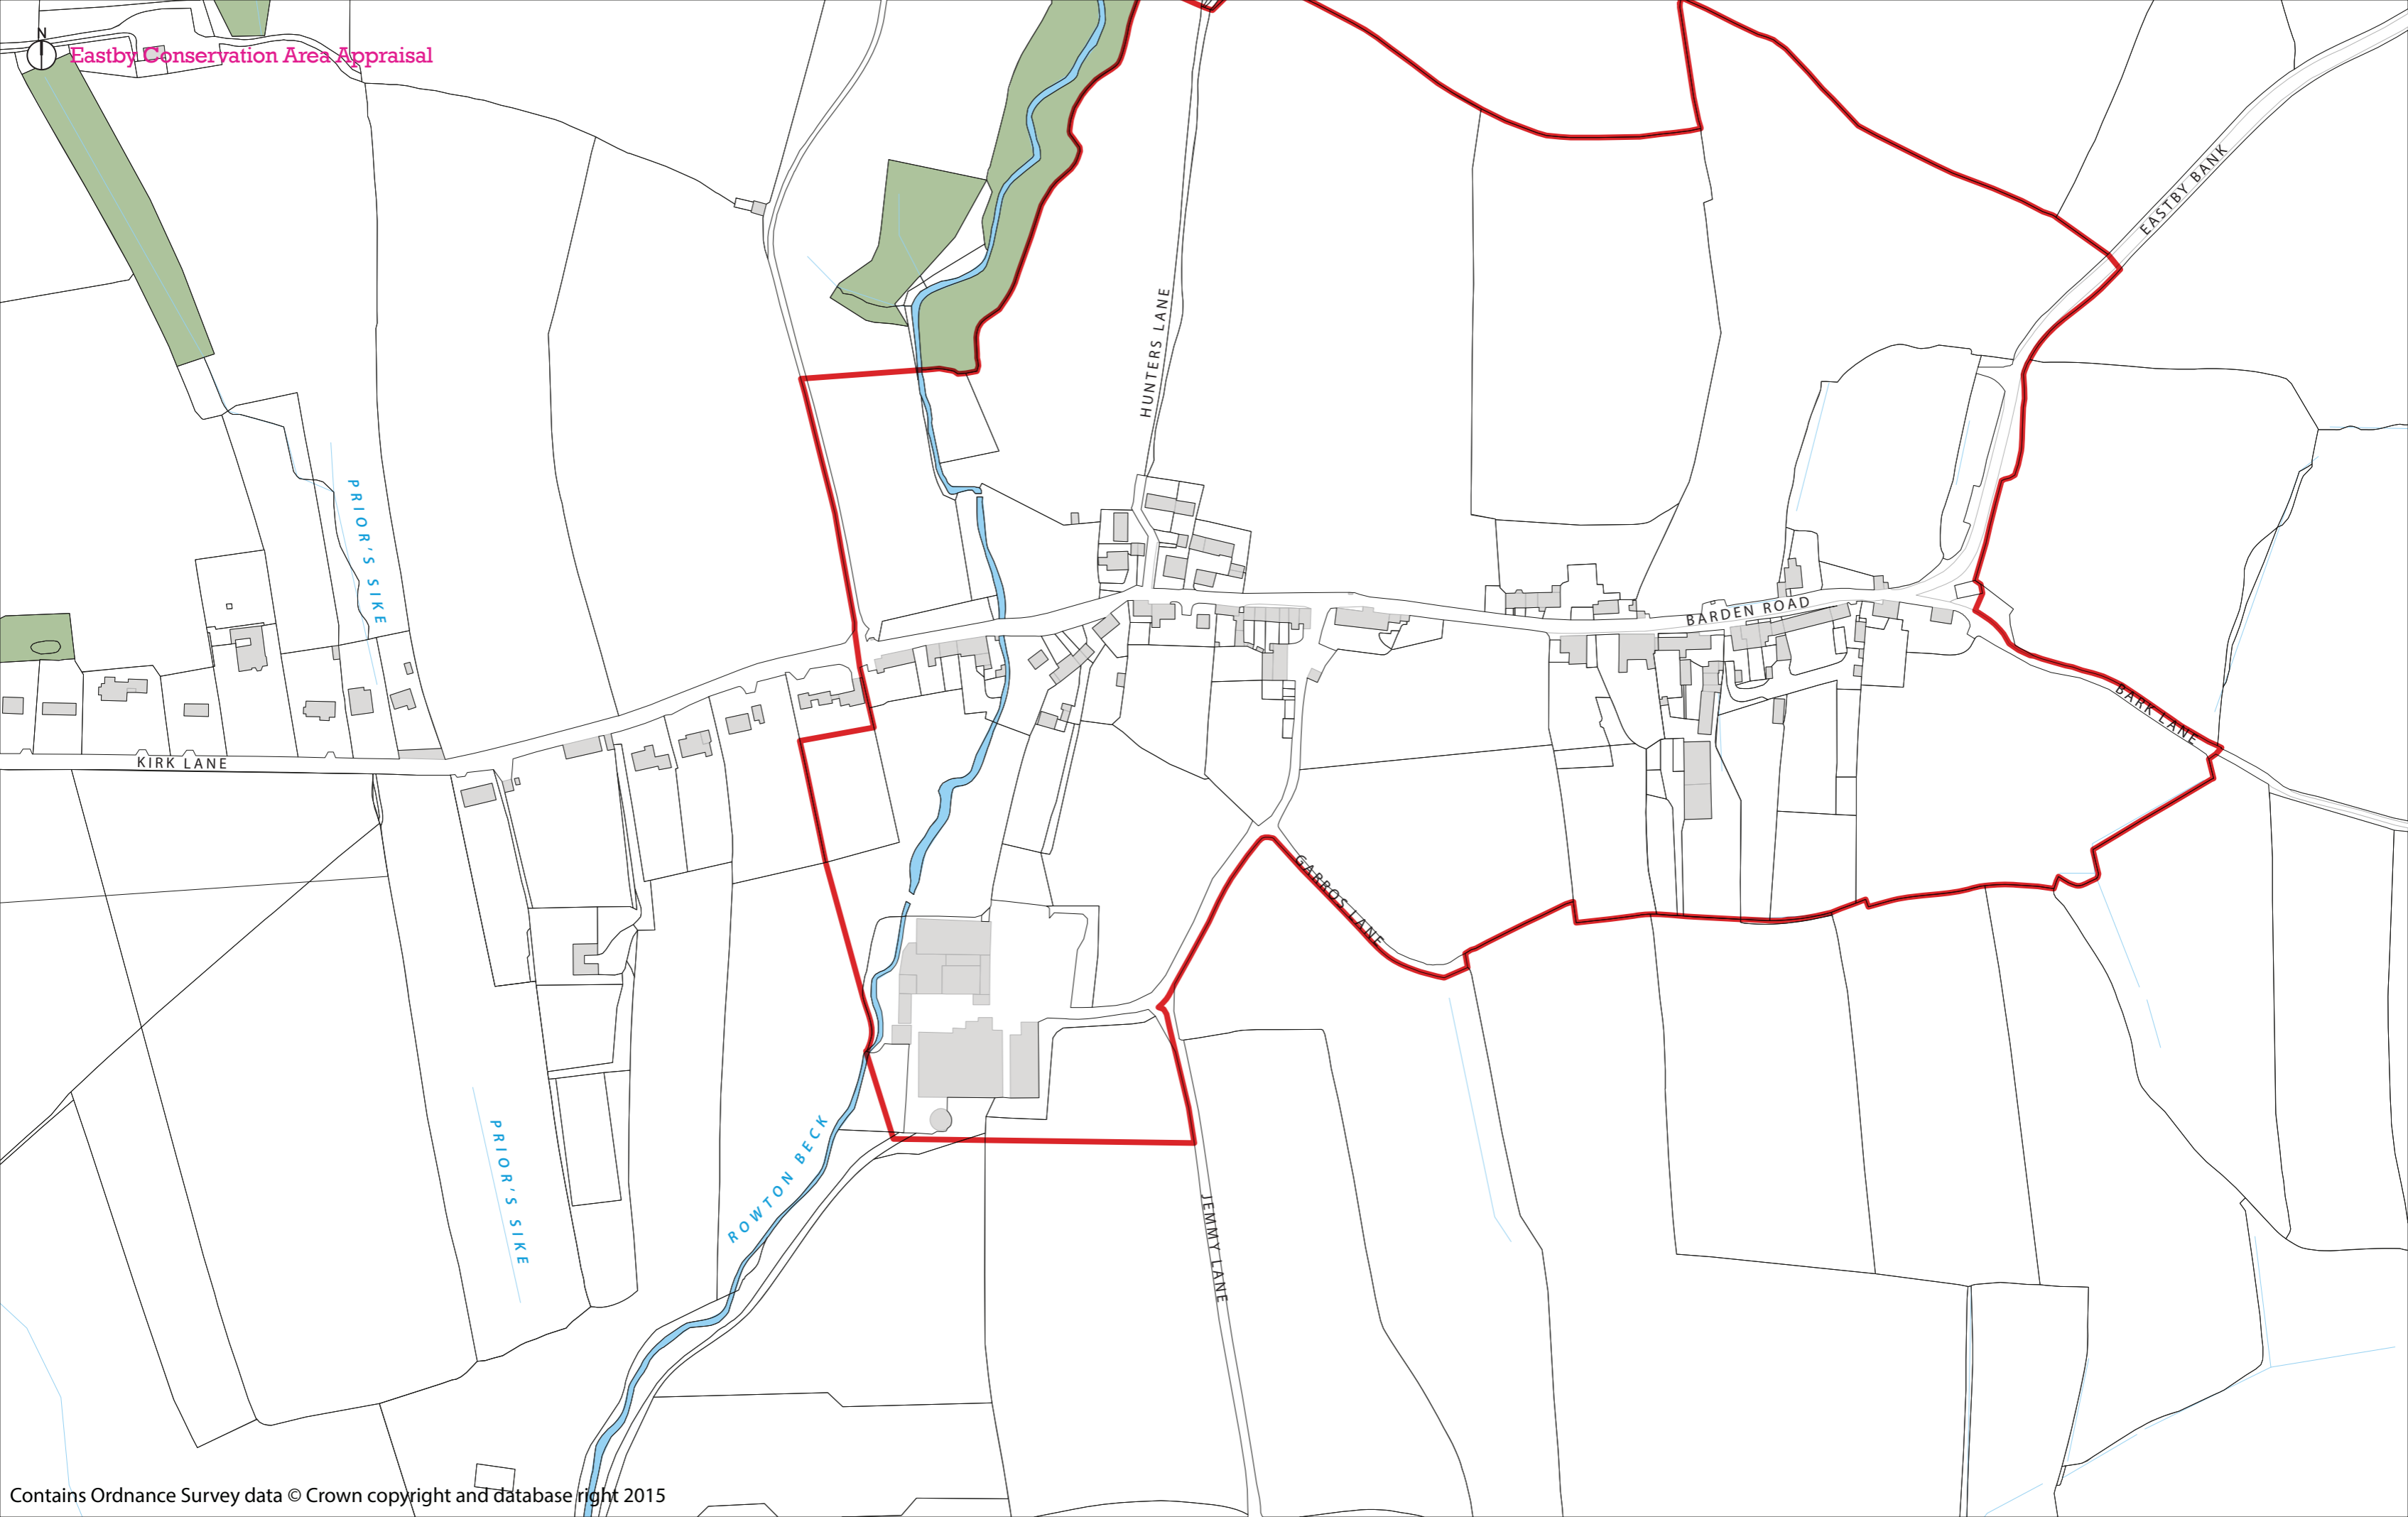 N
Eastby Conservation Area Appraisal
EASTBY BANK
HUNTERS LANE
PRIOR'S SIKE
BARDEN ROAD
BARK LANE
KIRK LANE
GARROS LANE
PRIOR'S SIKE
ROWTON BECK
JEMMY LANE
Contains Ordnance Survey data © Crown copyright and database right 2015